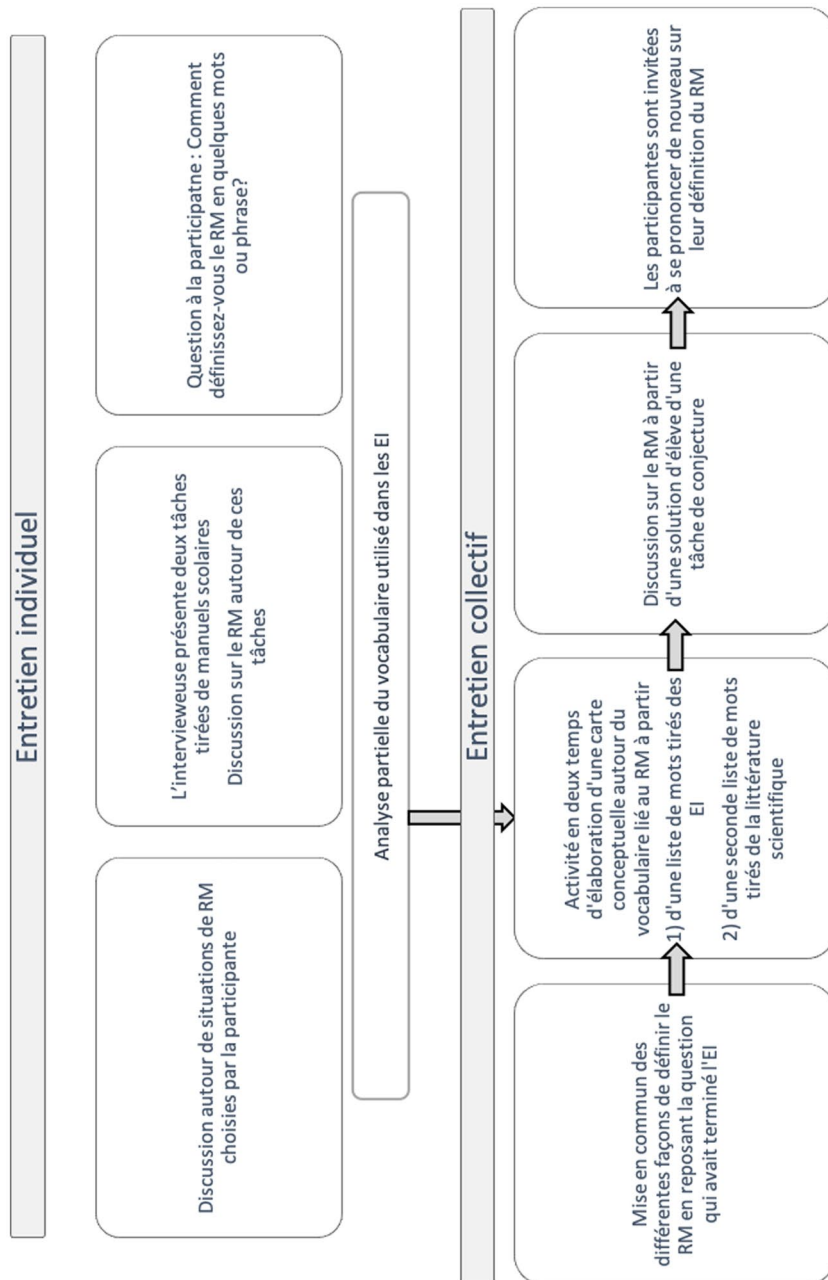 Entretien individuel
Discussion autour de situations de RM
choisies par la participante
L'intervieweuse présente deux tâches
tirées de manuels scolaires
Discussion sur le RM autour de ces
tâches
Question à la participatne : Comment
définissez-vous le RM en quelques mots
ou phrase?
Analyse partielle du vocabulaire utilisé dans les EI
Entretien collectif
Mise en commun des
différentes façons de définir le
RM en reposant la question
qui avait terminé l'EI
Activité en deux temps
d'élaboration d'une carte
conceptuelle autour du
vocabulaire lié au RM à partir
1) d'une liste de mots tirés des
EI
2) d'une seconde liste de mots
tirés de la littérature
scientifique
Discussion sur le RM à partir
d'une solution d'élève d'une
tâche de conjecture
Les participantes sont invitées
à se prononcer de nouveau sur
leur définition du RM